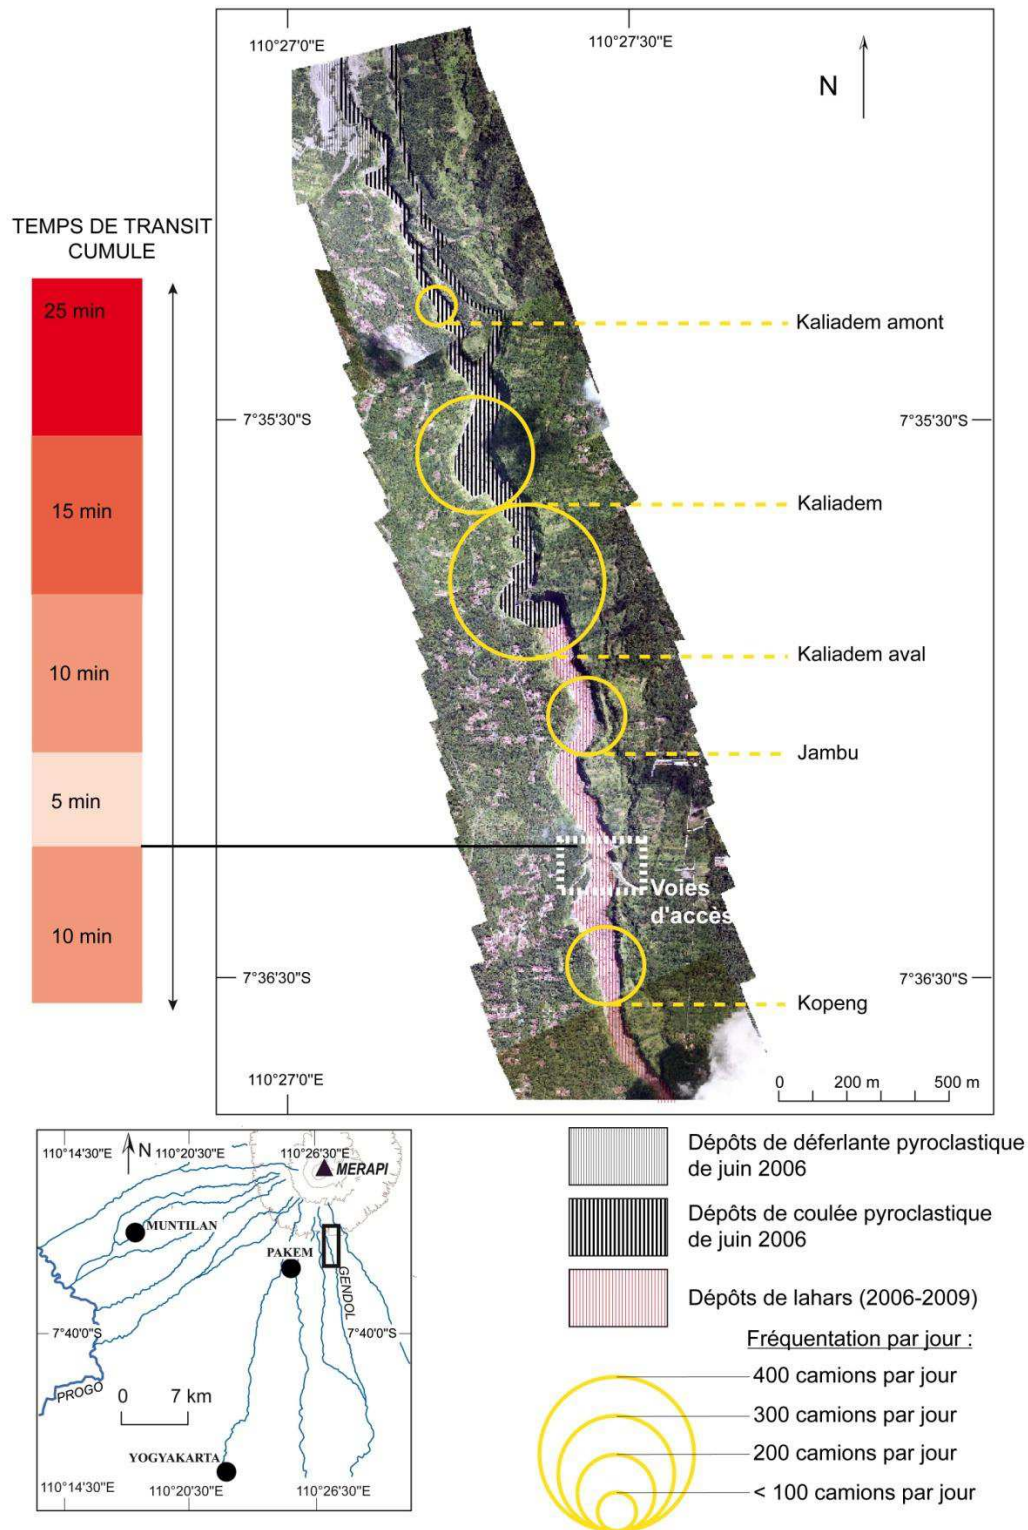 110°27'0"E
110°27'30"E
N
TEMPS DE TRANSIT
CUMULE
25 min
15 min
10 min
5 min
10 min
Kaliadem amont
7°35'30"S
7°35'30"S
Kaliadem
Kaliadem aval
Jambu
Voies
d'accès
7°36'30"S
7°36'30"S
Kopeng
110°27'0"E
0 200 m 500 m
110°14'30"E
N
110°20'30"E
110°26'30"E
MERAPI
MUNTILAN
PAKEM
GENDOL
7°40'0"S
7°40'0"S
PROGO
0 7 km
YOGYAKARTA
110°14'30"E
110°20'30"E
110°26'30"E
Dépôts de déferlante pyroclastique
de juin 2006
Dépôts de coulée pyroclastique
de juin 2006
Dépôts de lahars (2006-2009)
Fréquentation par jour :
400 camions par jour
300 camions par jour
200 camions par jour
< 100 camions par jour